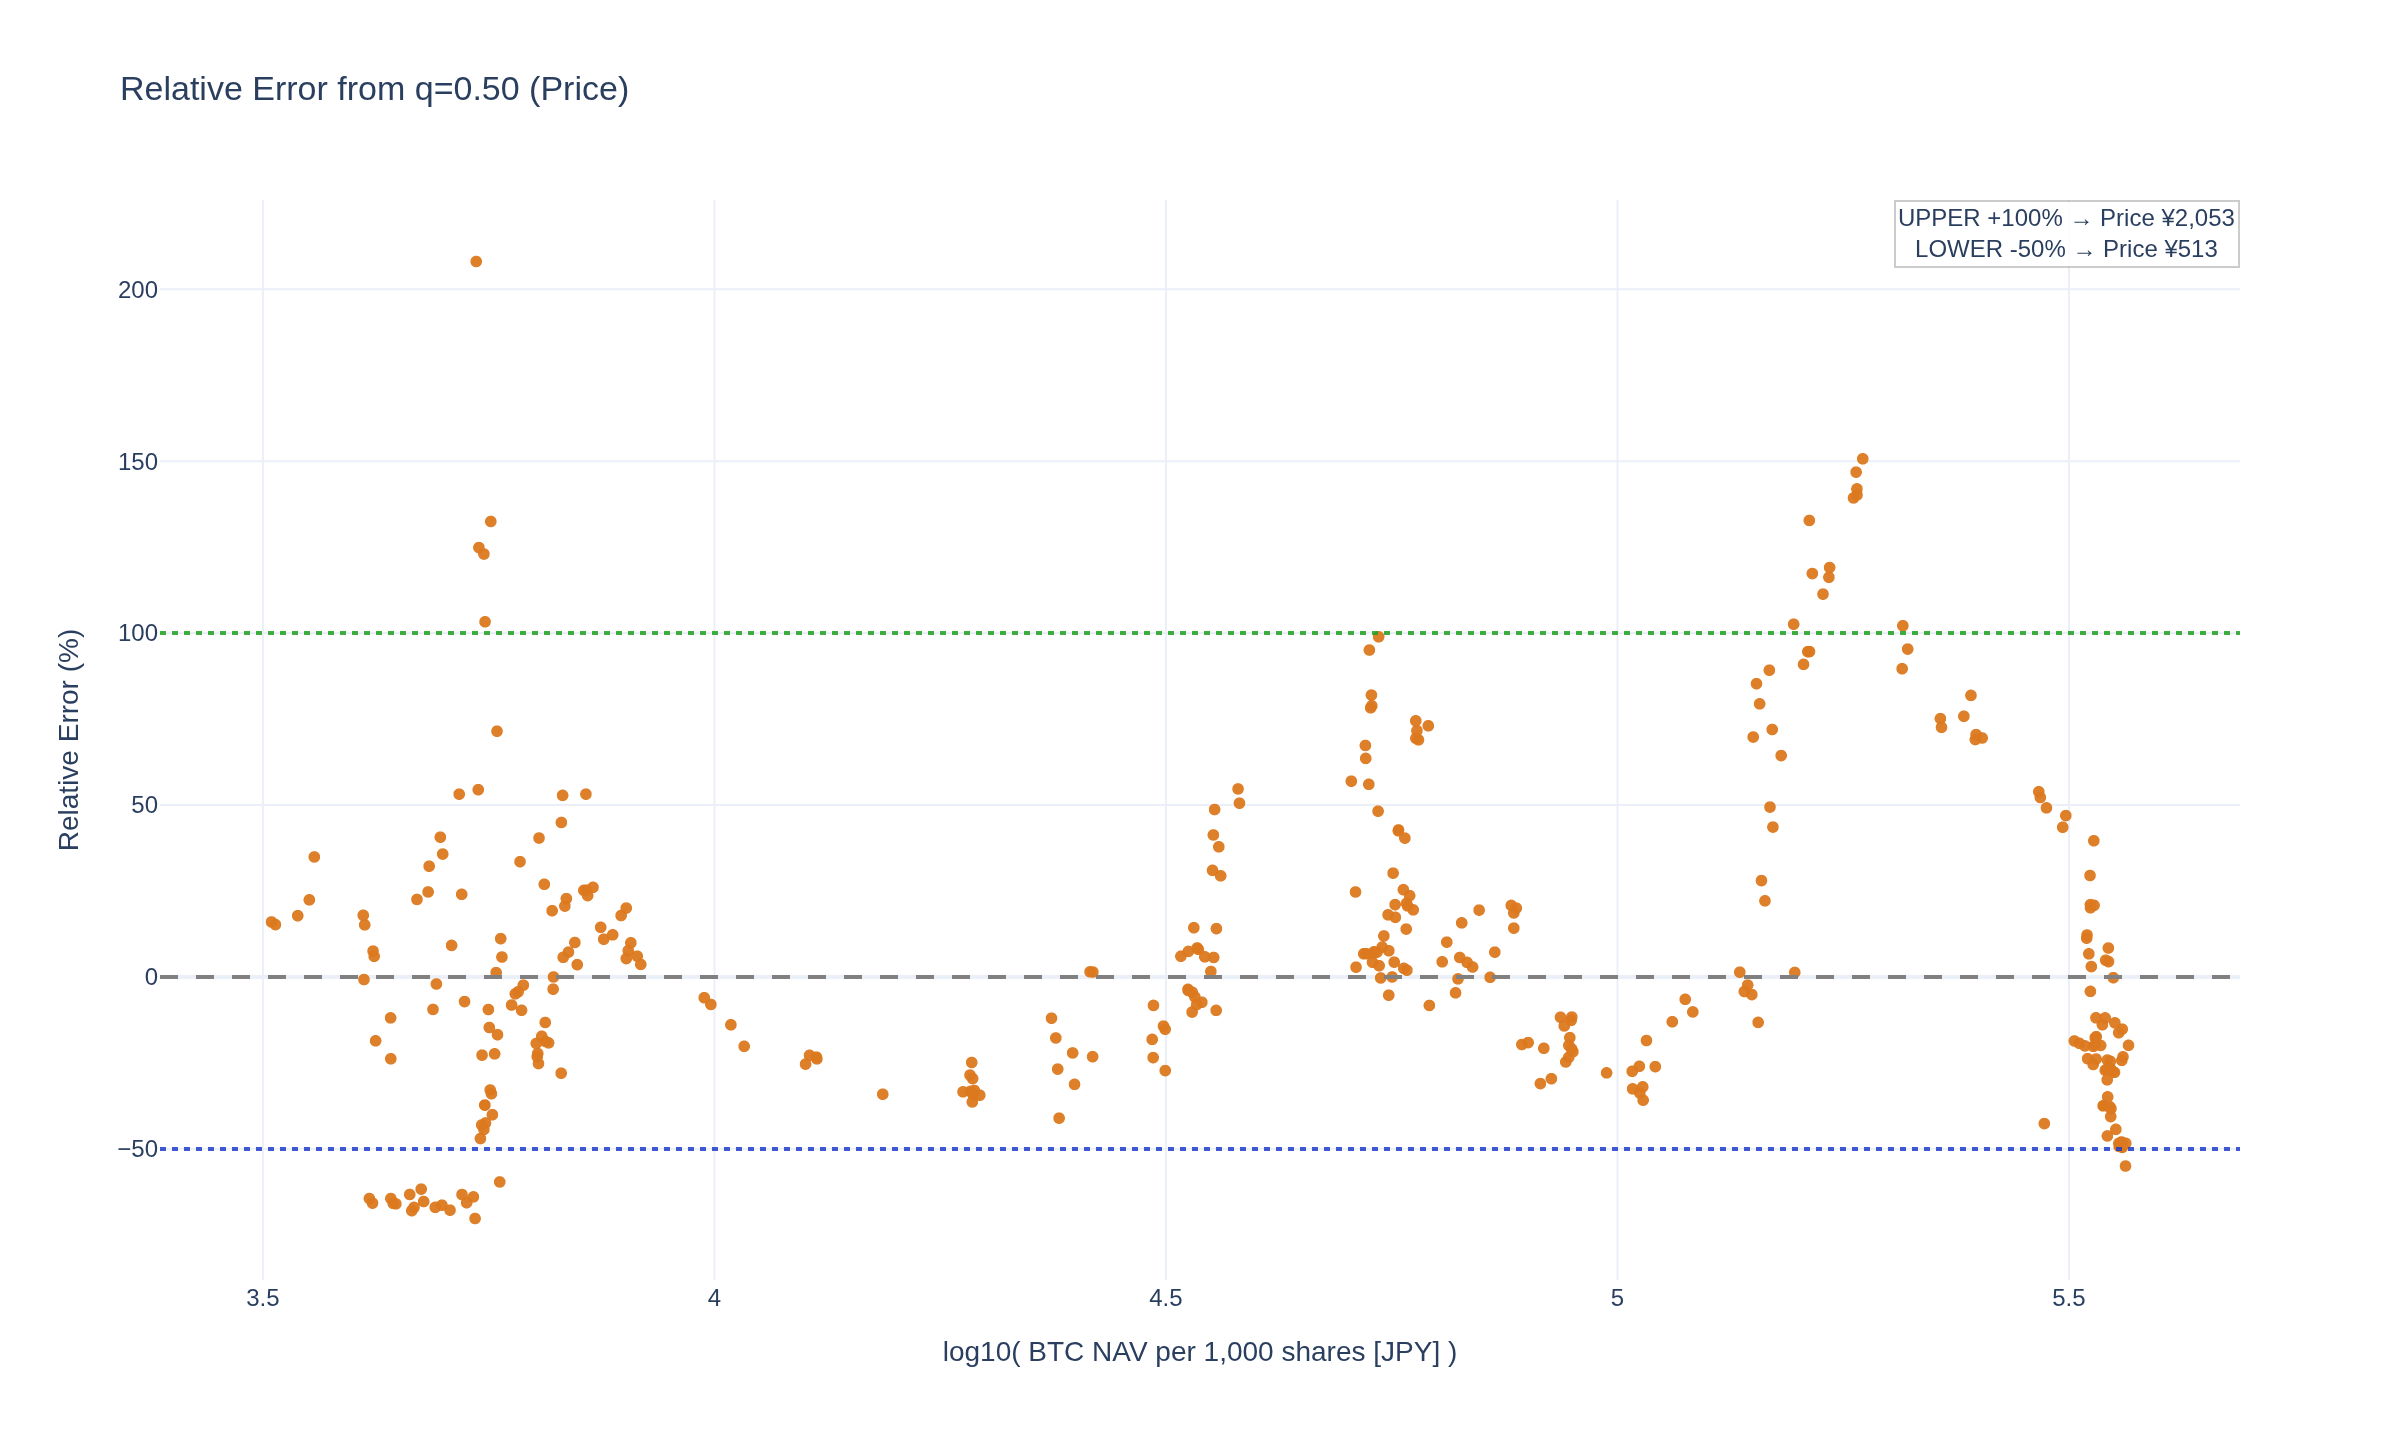 Relative Error from q=0.50 (Price)
UPPER +100% → Price ¥2,053
LOWER -50% → Price ¥513
Relative Error (%)
200
150
100
50
0
−50
3.5
4
4.5
5
5.5
log10( BTC NAV per 1,000 shares [JPY] )